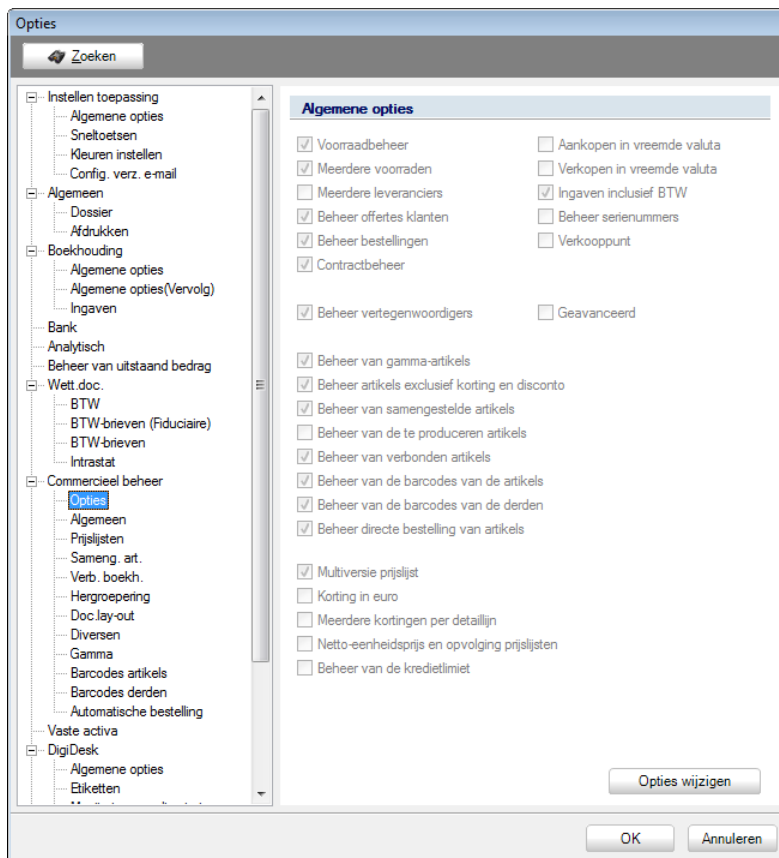 Opties
Zoeken
Instellen toepassing
Algemene opties
Sneltoetsen
Kleuren instellen
Config. verz. e-mail
Algemeen
Dossier
Afdrukken
Boekhouding
Algemene opties
Algemene opties(Vervolg)
Ingaven
Bank
Analytisch
Beheer van uitstaand bedrag
Wett.doc.
BTW
BTW-brieven (Fiduciaire)
BTW-brieven
Intrastat
Commercieel beheer
Opties
Algemeen
Prijslijsten
Sameng. art.
Verb. boekh.
Hergroepering
Doc.lay-out
Diversen
Gamma
Barcodes artikels
Barcodes derden
Automatische bestelling
Vaste activa
DigiDesk
Algemene opties
Etiketten
Algemene opties
Voorraadbeheer
Aankopen in vreemde valuta
Meerdere voorraden
Verkopen in vreemde valuta
Meerdere leveranciers
Ingaven inclusief BTW
Beheer offertes klanten
Beheer serienummers
Beheer bestellingen
Verkooppunt
Contractbeheer
Beheer vertegenwoordigers
Geavanceerd
Beheer van gamma-artikels
Beheer artikels exclusief korting en disconto
Beheer van samengestelde artikels
Beheer van de te produceren artikels
Beheer van verbonden artikels
Beheer van de barcodes van de artikels
Beheer van de barcodes van de derden
Beheer directe bestelling van artikels
Multiversie prijslijst
Korting in euro
Meerdere kortingen per detaillijn
Netto-eenheidsprijs en opvolging prijslijsten
Beheer van de kredietlimiet
Opties wijzigen
OK
Annuleren